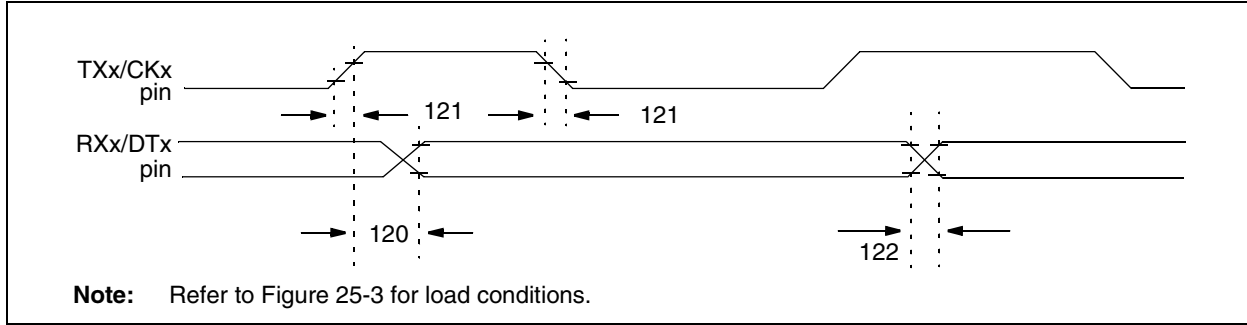 TXx/CKx
pin
121
121
RXx/DTx
pin
120
122
Note: Refer to Figure 25-3 for load conditions.